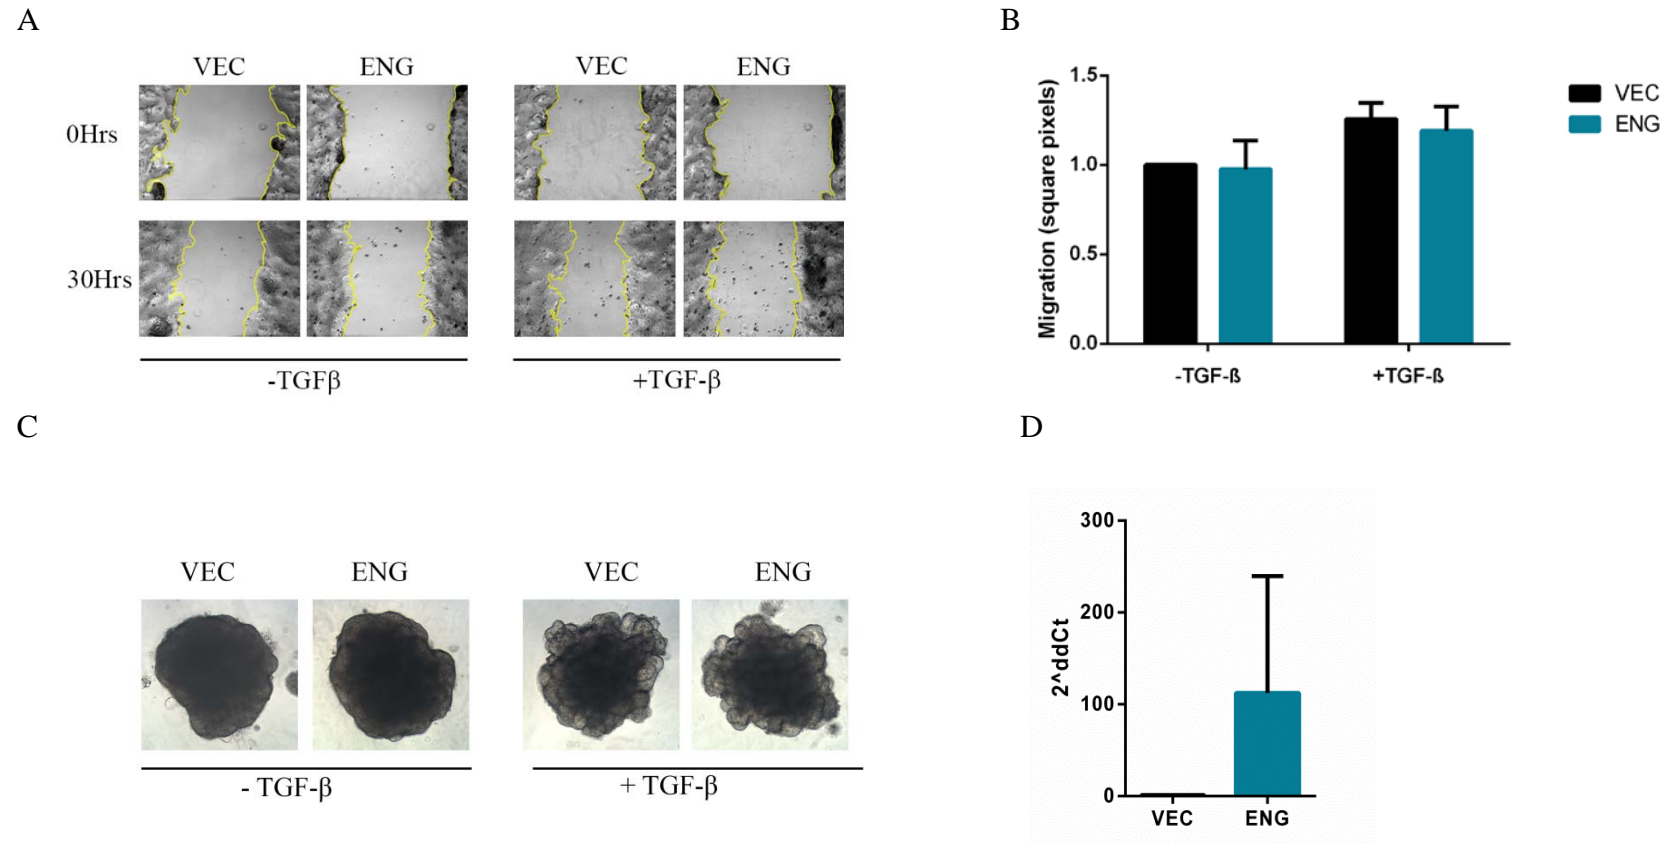 A
VEC ENG VEC ENG
0Hrs
30Hrs
-TGFβ +TGF-β
B
1.5
1.0
0.5
0.0
Migration (square pixels)
-TGF-ß +TGF-ß
VEC
ENG
C
VEC ENG VEC ENG
- TGF-β + TGF-β
D
300
200
100
0
2^ddCt
VEC ENG